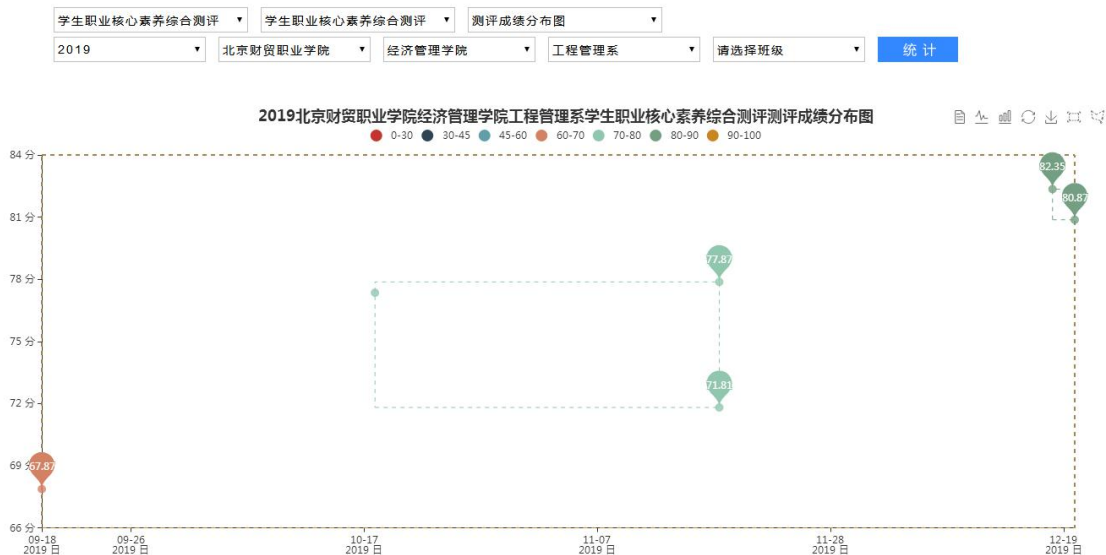 学生职业核心素养综合测评 学生职业核心素养综合测评 测评成绩分布图
2019 北京财贸职业学院 经济管理学院 工程管理系 请选择班级 统计
2019北京财贸职业学院经济管理学院工程管理系学生职业核心素养综合测评测评成绩分布图
0-30 30-45 45-60 60-70 70-80 80-90 90-100
84 分
82.35
80.87
81 分
77.87
78 分
75 分
71.81
72 分
69 分
67.87
66 分
09-18 09-26 10-17 11-07 11-28 12-19
2019 日 2019 日 2019 日 2019 日 2019 日 2019 日